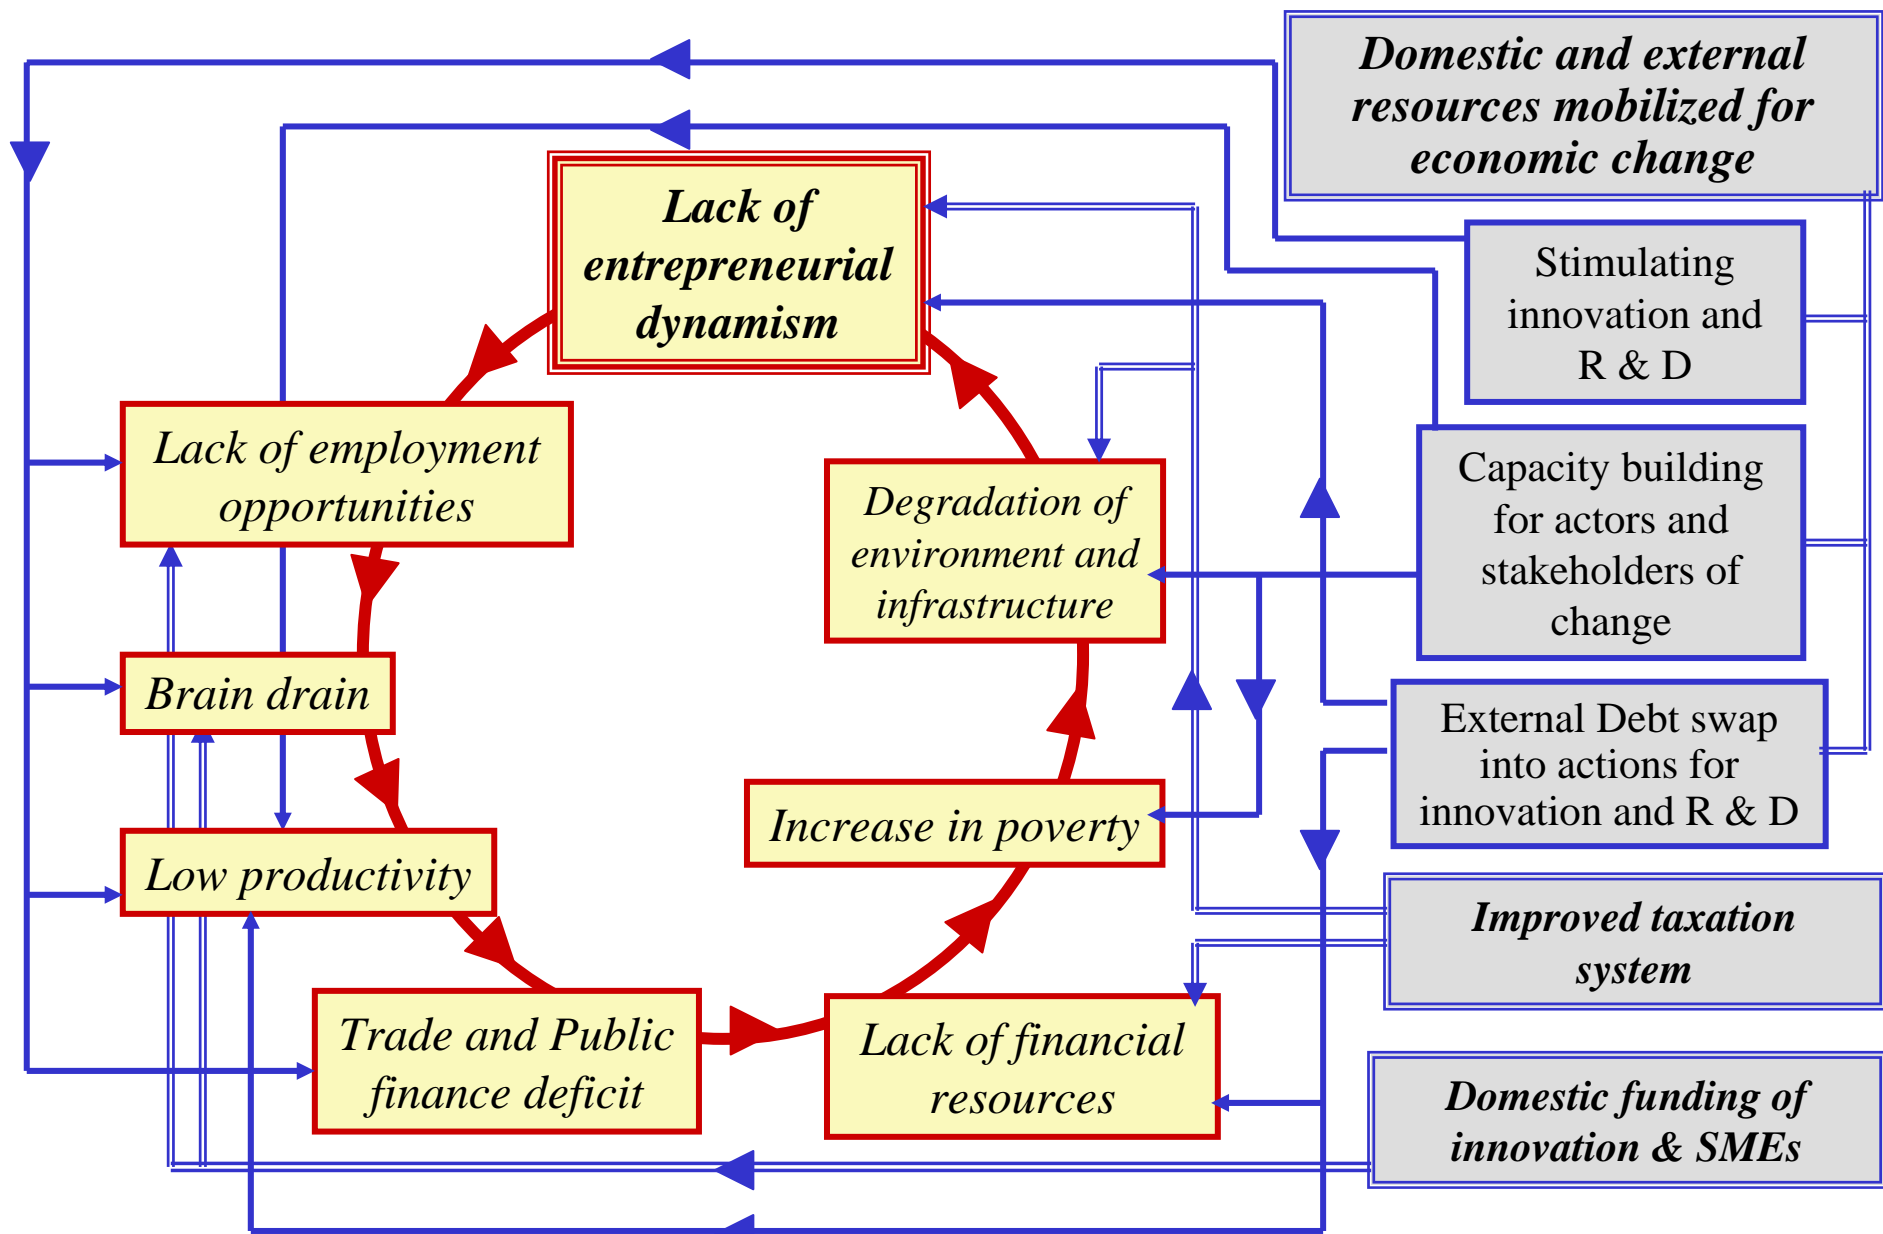 Domestic and external
resources mobilized for
economic change
Lack of
entrepreneurial
dynamism
Stimulating
innovation and
R & D
Lack of employment
opportunities
Degradation of
environment and
infrastructure
Capacity building
for actors and
stakeholders of
change
Brain drain
External Debt swap
into actions for
innovation and R & D
Increase in poverty
Low productivity
Improved taxation
system
Trade and Public
finance deficit
Lack of financial
resources
Domestic funding of
innovation & SMEs